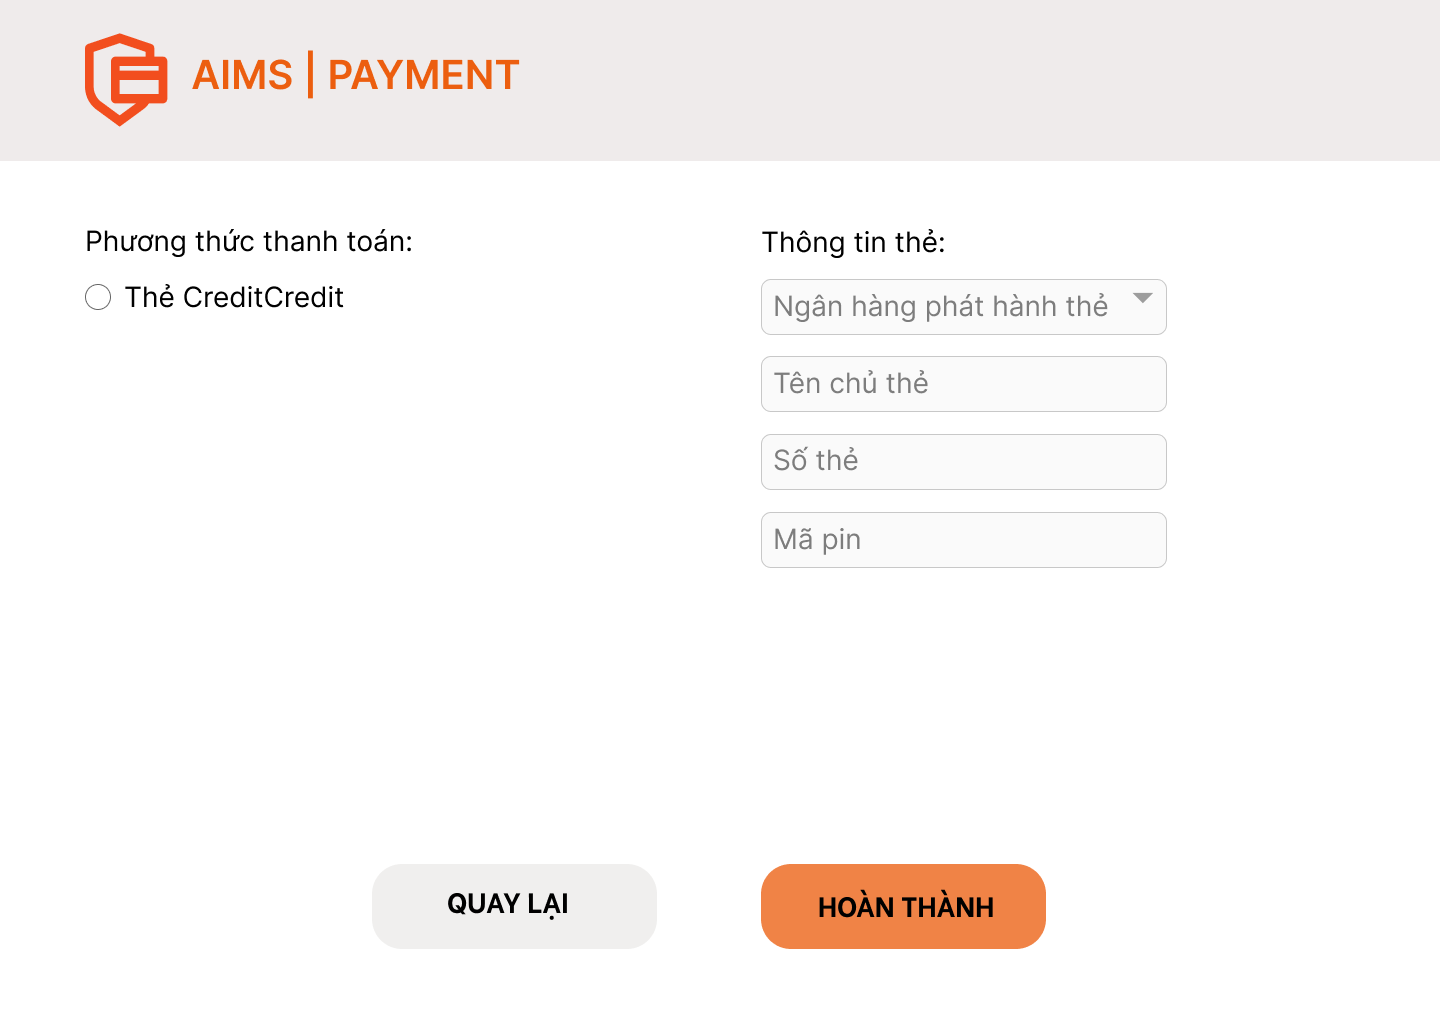 AIMS | PAYMENT
Phương thức thanh toán:
Thẻ CreditCredit
Thông tin thẻ:
Ngân hàng phát hành thẻ
Tên chủ thẻ
Số thẻ
Mã pin
QUAY LẠI
HOÀN THÀNH